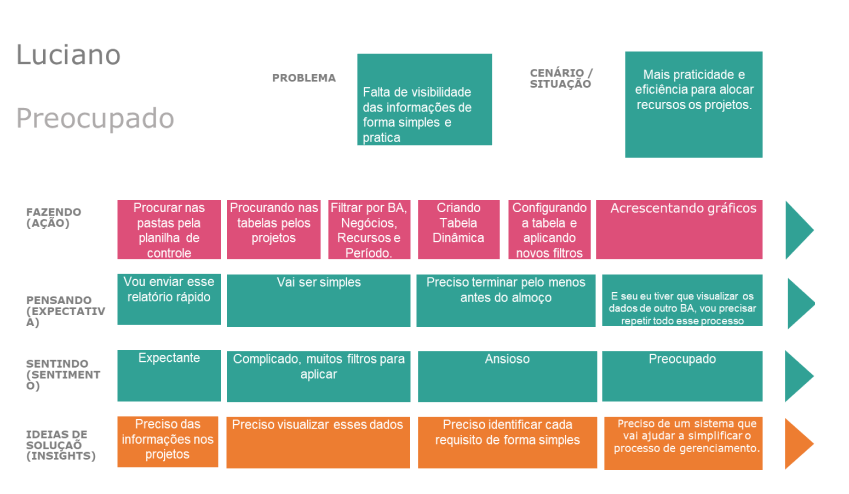 Luciano
Preocupado
PROBLEMA
Falta de visibilidade
das informações de
forma simples e
pratica
CENÁRIO /
SITUAÇÃO
Mais praticidade e
eficiência para alocar
recursos os projetos.
FAZENDO
(AÇÃO)
Procurar nas
pastas pela
planilha de
controle
Procurando nas
tabelas pelos
projetos
Filtrar por BA,
Negócios,
Recursos e
Período.
Criando
Tabela
Dinâmica
Configurando
a tabela e
aplicando
novos filtros
Acrescentando gráficos
PENSANDO
(EXPECTATIV
A)
Vou enviar esse
relatório rápido
Vai ser simples
Preciso terminar pelo menos
antes do almoço
E seu eu tiver que visualizar os
dados de outro BA, vou precisar
repetir todo esse processo
SENTINDO
(SENTIMENT
O)
Expectante
Complicado, muitos filtros para
aplicar
Ansioso
Preocupado
IDEIAS DE
SOLUÇAÕ
(INSIGHTS)
Preciso das
informações nos
projetos
Preciso visualizar esses dados
Preciso identificar cada
requisito de forma simples
Preciso de um sistema que
vai ajudar a simplificar o
processo de gerenciamento.